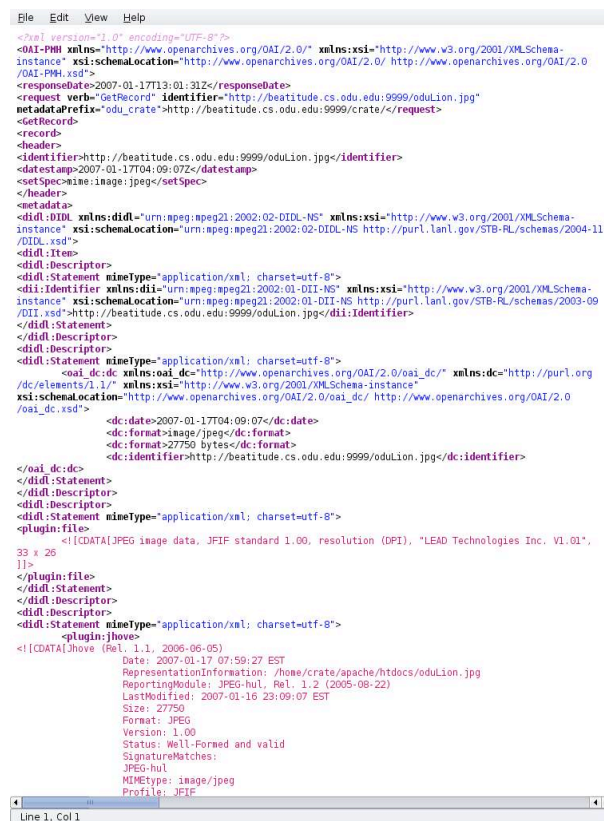 File Edit View Help
<?xml version="1.0" encoding="UTF-8"?>
<OAI-PMH xmlns="http://www.openarchives.org/OAI/2.0/" xmlns:xsi="http://www.w3.org/2001/XMLSchema-
instance" xsi:schemaLocation="http://www.openarchives.org/OAI/2.0/ http://www.openarchives.org/OAI/2.0
/OAI-PMH.xsd">
<responseDate>2007-01-17T13:01:31Z</responseDate>
<request verb="GetRecord" identifier="http://beatitude.cs.odu.edu:9999/oduLion.jpg"
metadataPrefix="odu_crate">http://beatitude.cs.odu.edu:9999/crate/</request>
<GetRecord>
<record>
<header>
<identifier>http://beatitude.cs.odu.edu:9999/oduLion.jpg</identifier>
<datestamp>2007-01-17T04:09:07Z</datestamp>
<setSpec>mime:image:jpeg</setSpec>
</header>
<metadata>
<didl:DIDL xmlns:didl="urn:mpeg:mpeg21:2002:02-DIDL-NS" xmlns:xsi="http://www.w3.org/2001/XMLSchema-
instance" xsi:schemaLocation="urn:mpeg:mpeg21:2002:02-DIDL-NS http://purl.lanl.gov/STB-RL/schemas/2004-11
/DIDL.xsd">
<didl:Item>
<didl:Descriptor>
<didl:Statement mimeType="application/xml; charset=utf-8">
<dii:Identifier xmlns:dii="urn:mpeg:mpeg21:2002:01-DII-NS" xmlns:xsi="http://www.w3.org/2001/XMLSchema-
instance" xsi:schemaLocation="urn:mpeg:mpeg21:2002:01-DII-NS http://purl.lanl.gov/STB-RL/schemas/2003-09
/DII.xsd">http://beatitude.cs.odu.edu:9999/oduLion.jpg</dii:Identifier>
</didl:Statement>
</didl:Descriptor>
<didl:Descriptor>
<didl:Statement mimeType="application/xml; charset=utf-8">
<oai_dc:dc xmlns:oai_dc="http://www.openarchives.org/OAI/2.0/oai_dc/" xmlns:dc="http://purl.org
/dc/elements/1.1/" xmlns:xsi="http://www.w3.org/2001/XMLSchema-instance"
xsi:schemaLocation="http://www.openarchives.org/OAI/2.0/oai_dc/ http://www.openarchives.org/OAI/2.0
/oai_dc.xsd">
<dc:date>2007-01-17T04:09:07</dc:date>
<dc:format>image/jpeg</dc:format>
<dc:format>27750 bytes</dc:format>
<dc:identifier>http://beatitude.cs.odu.edu:9999/oduLion.jpg</dc:identifier>
</oai_dc:dc>
</didl:Statement>
</didl:Descriptor>
<didl:Descriptor>
<didl:Statement mimeType="application/xml; charset=utf-8">
<plugin:file>
<![CDATA[JPEG image data, JFIF standard 1.00, resolution (DPI), "LEAD Technologies Inc. V1.01",
33 x 26
]]>
</plugin:file>
</didl:Statement>
</didl:Descriptor>
<didl:Descriptor>
<didl:Statement mimeType="application/xml; charset=utf-8">
<plugin:jhove>
<![CDATA[Jhove (Rel. 1.1, 2006-06-05)
Date: 2007-01-17 07:59:27 EST
RepresentationInformation: /home/crate/apache/htdocs/oduLion.jpg
ReportingModule: JPEG-hul, Rel. 1.2 (2005-08-22)
LastModified: 2007-01-16 23:09:07 EST
Size: 27750
Format: JPEG
Version: 1.00
Status: Well-Formed and valid
SignatureMatches:
JPEG-hul
MIMEtype: image/jpeg
Profile: JFIF
Line 1, Col 1